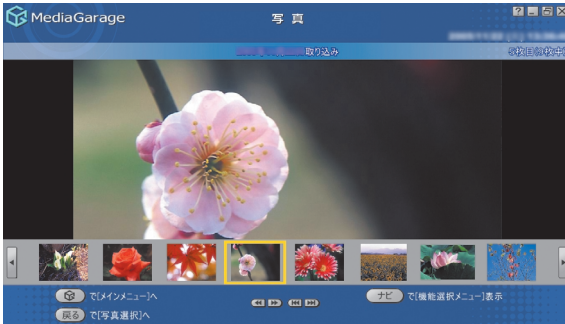 MediaGarage
写真
取り込み
で[メインメニュー]へ
ナビ で[機能選択メニュー]表示
戻る で[写真選択]へ